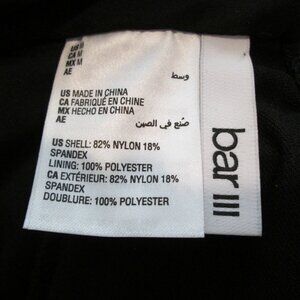 US M
CA M
MX M
AE
وسط
US MADE IN CHINA
CA FABRIQUÉ EN CHINE
MX HECHO EN CHINA
AE
صنع في الصين
US SHELL: 82% NYLON 18%
SPANDEX
LINING: 100% POLYESTER
CA EXTÉRIEUR: 82% NYLON 18%
SPANDEX
DOUBLURE: 100% POLYESTER
bar III